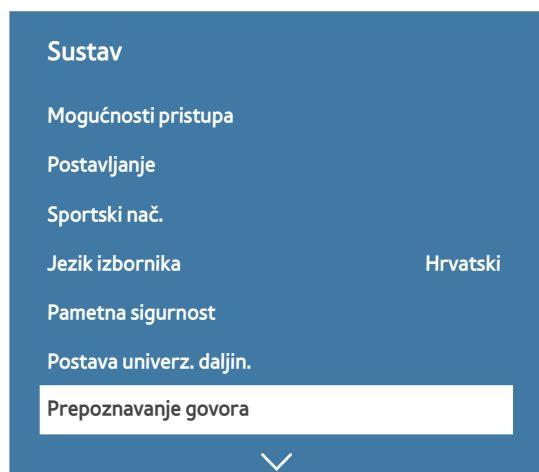 Sustav
Mogućnosti pristupa
Postavljanje
Sportski nač.
Jezik izbornika Hrvatski
Pametna sigurnost
Postava univerz. daljin.
Prepoznavanje govora